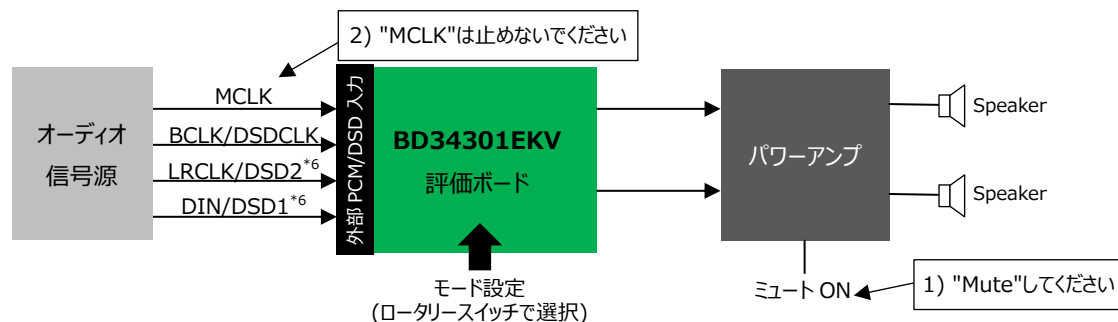 2) "MCLK"は止めないでください
オーディオ
信号源
MCLK
BCLK/DSDCLK
LRCLK/DSD2*6
DIN/DSD1*6
外部 PCM/DSD 入力
BD34301EKV
評価ボード
モード設定
(ロータリースイッチで選択)
パワーアンプ
Speaker
Speaker
ミュート ON
1) "Mute"してください